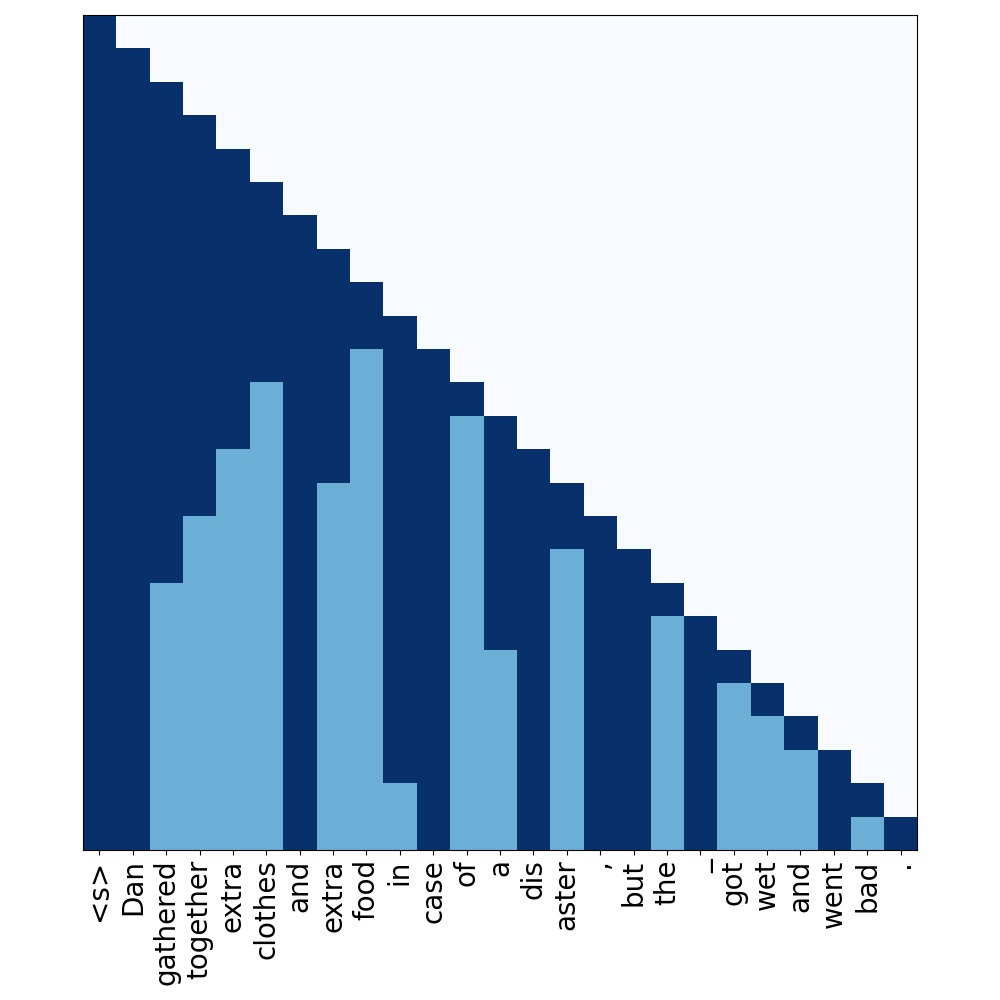 <s> Dan gathered together extra clothes and extra food in case of a dis aster , but the _ got wet and went bad .